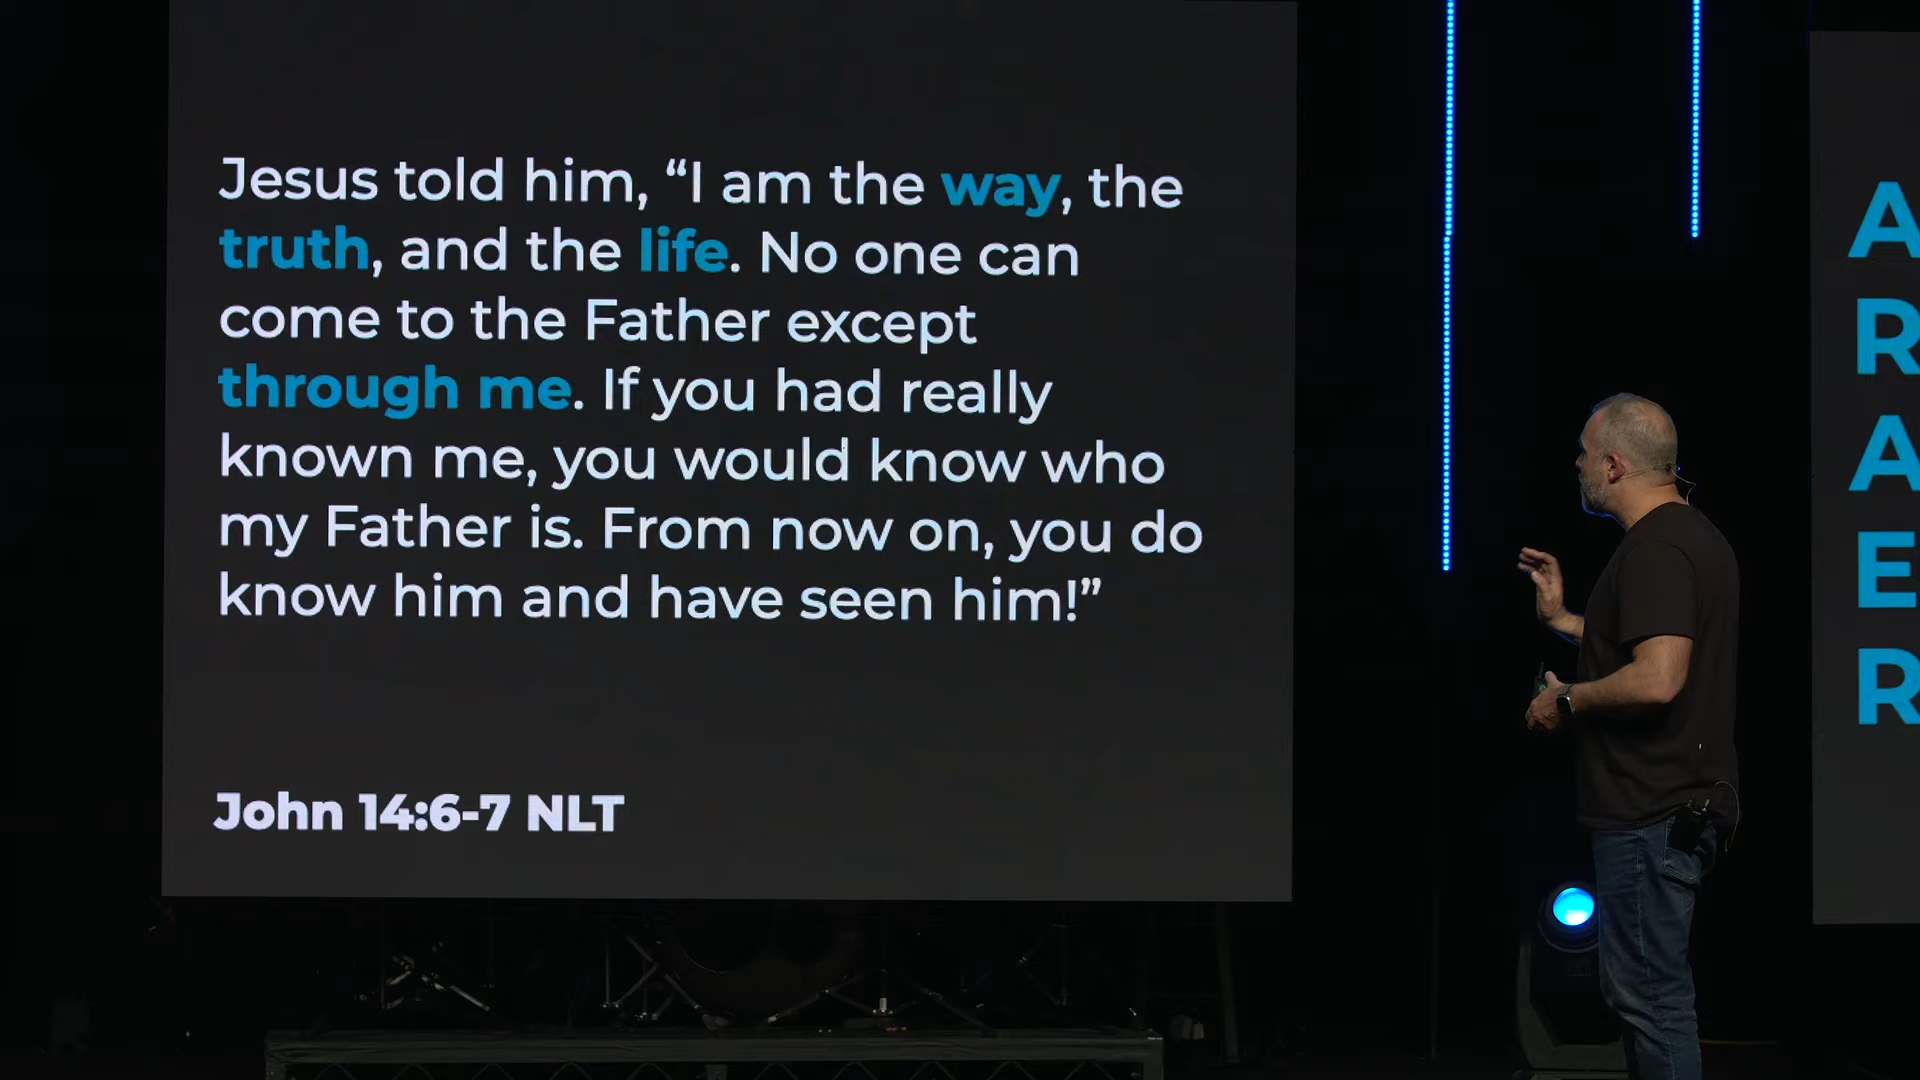 Jesus told him, “I am the way, the
truth, and the life. No one can
come to the Father except
through me. If you had really
known me, you would know who
my Father is. From now on, you do
know him and have seen him!”
John 14:6-7 NLT
A
R
A
E
R